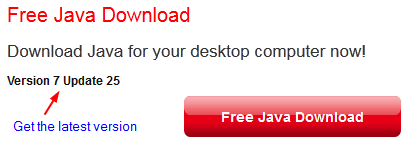 Free Java Download
Download Java for your desktop computer now!
Version 7 Update 25
Get the latest version
Free Java Download